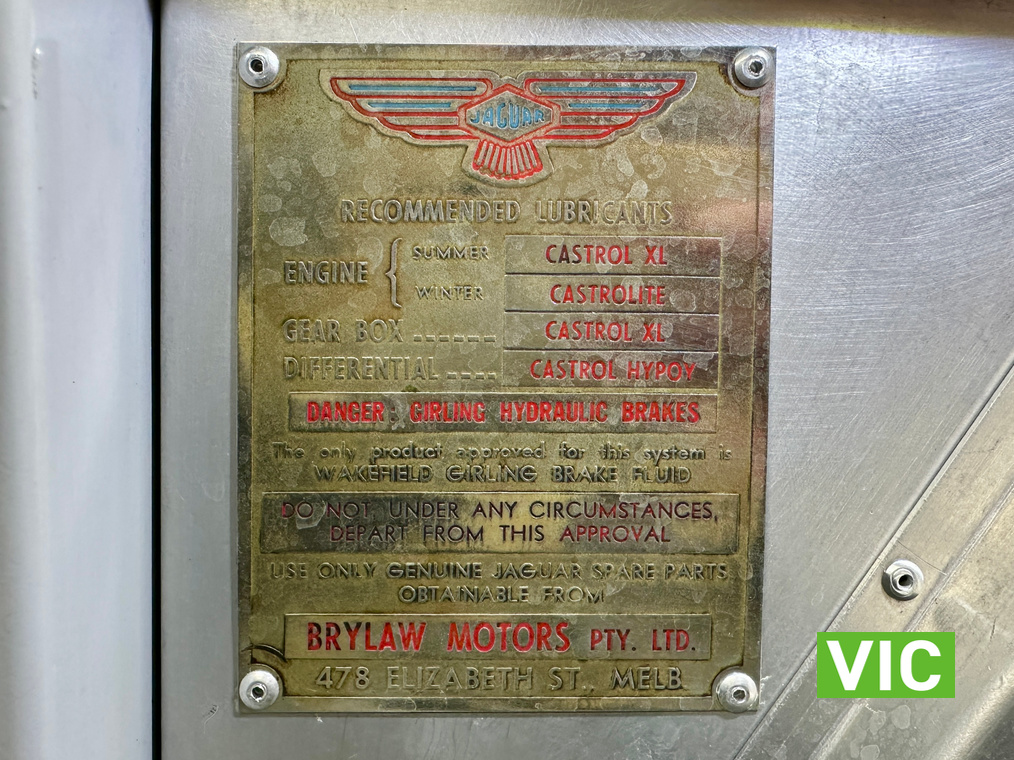 JAGUAR
RECOMMENDED LUBRICANTS
ENGINE { SUMMER CASTROL XL
WINTER CASTROLITE
GEAR BOX ------ CASTROL XL
DIFFERENTIAL ---- CASTROL HYPOY
DANGER: GIRLING HYDRAULIC BRAKES
The only product approved for this system is
WAKEFIELD GIRLING BRAKE FLUID
DO NOT, UNDER ANY CIRCUMSTANCES,
DEPART FROM THIS APPROVAL
USE ONLY GENUINE JAGUAR SPARE PARTS
OBTAINABLE FROM
BRYLAW MOTORS PTY. LTD.
478 ELIZABETH ST., MELB.
VIC